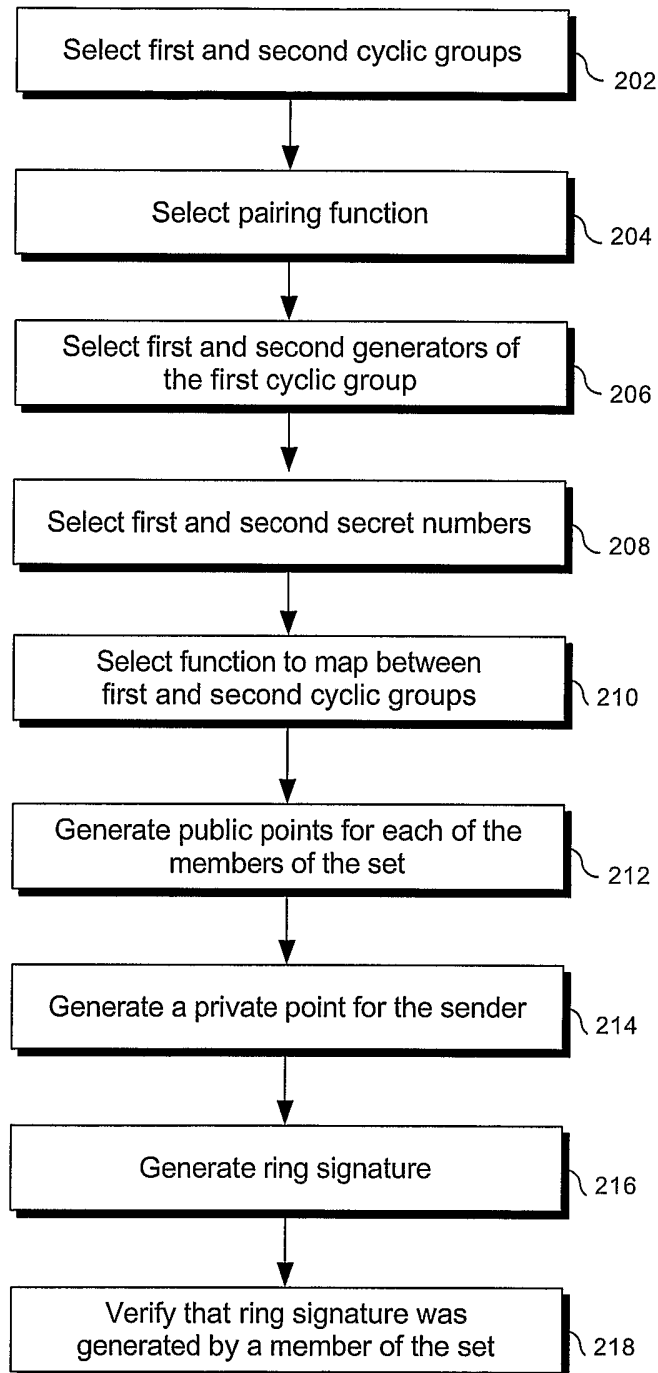 Select first and second cyclic groups
202
Select pairing function
204
Select first and second generators of
the first cyclic group
206
Select first and second secret numbers
208
Select function to map between
first and second cyclic groups
210
Generate public points for each of the
members of the set
212
Generate a private point for the sender
214
Generate ring signature
216
Verify that ring signature was
generated by a member of the set
218